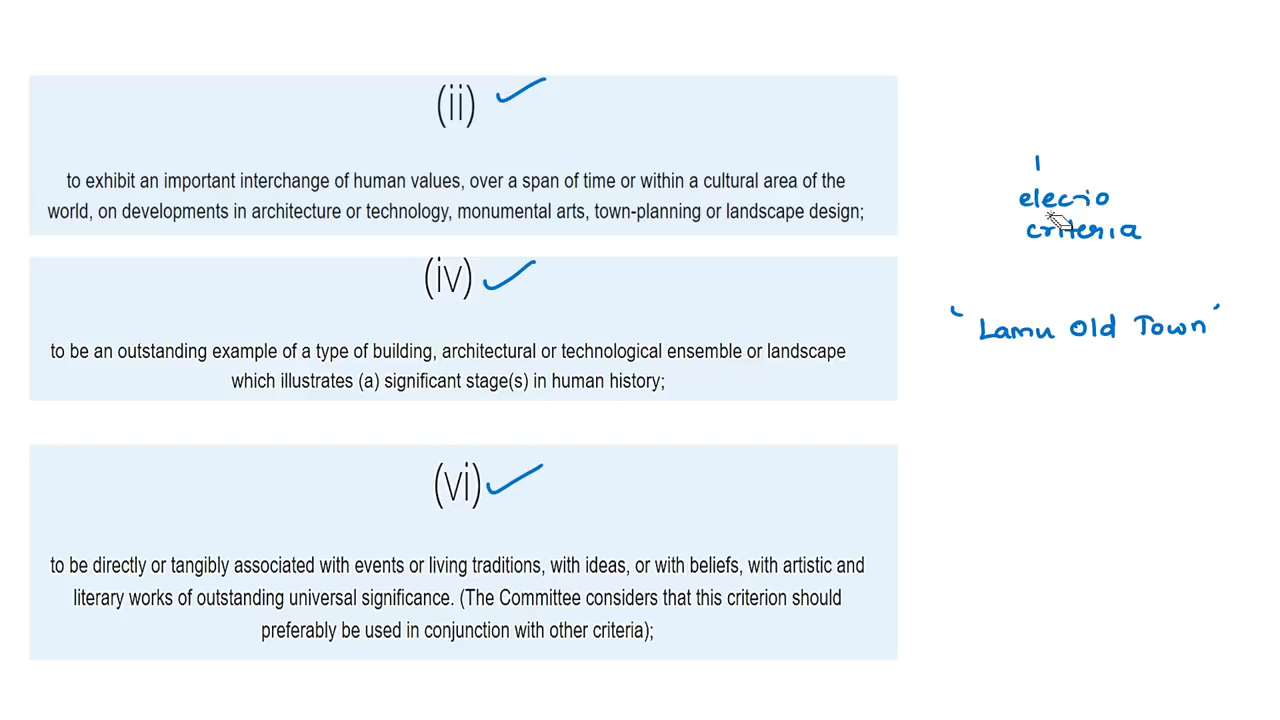 (ii)
to exhibit an important interchange of human values, over a span of time or within a cultural area of the
world, on developments in architecture or technology, monumental arts, town-planning or landscape design;
(iv)
to be an outstanding example of a type of building, architectural or technological ensemble or landscape
which illustrates (a) significant stage(s) in human history;
(vi)
to be directly or tangibly associated with events or living traditions, with ideas, or with beliefs, with artistic and
literary works of outstanding universal significance. (The Committee considers that this criterion should
preferably be used in conjunction with other criteria);
criteria
'Lamu Old Town'